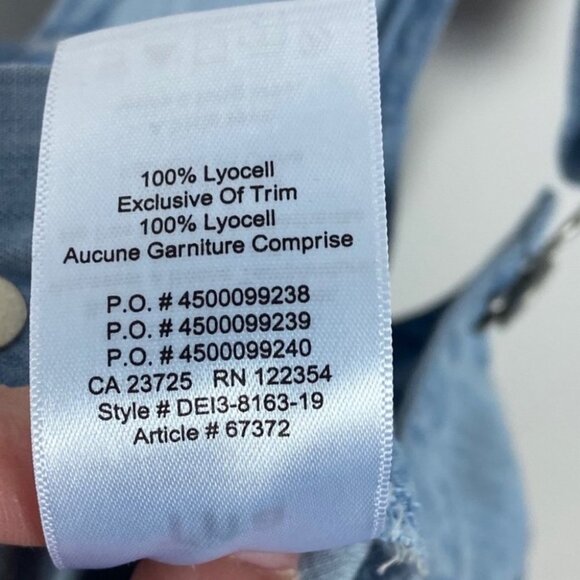 100% Lyocell
Exclusive Of Trim
100% Lyocell
Aucune Garniture Comprise
P.O. # 4500099238
P.O. # 4500099239
P.O. # 4500099240
CA 23725 RN 122354
Style # DEI3-8163-19
Article # 67372